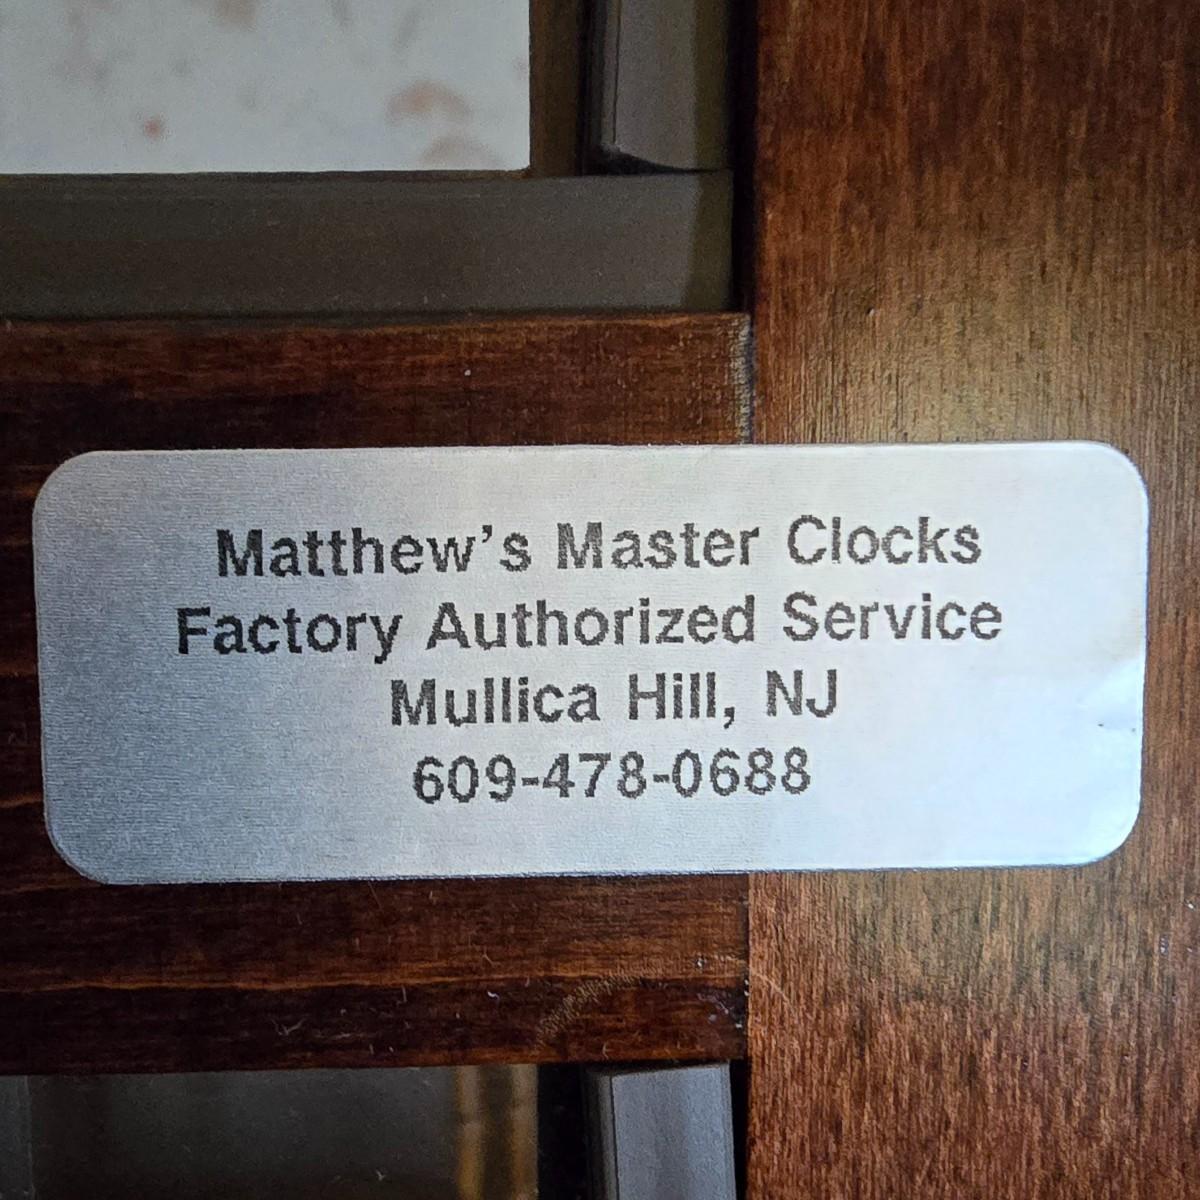 Matthew's Master Clocks
Factory Authorized Service
Mullica Hill, NJ
609-478-0688